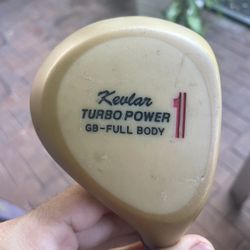 Kevlar
TURBO POWER
GB-FULL BODY
1